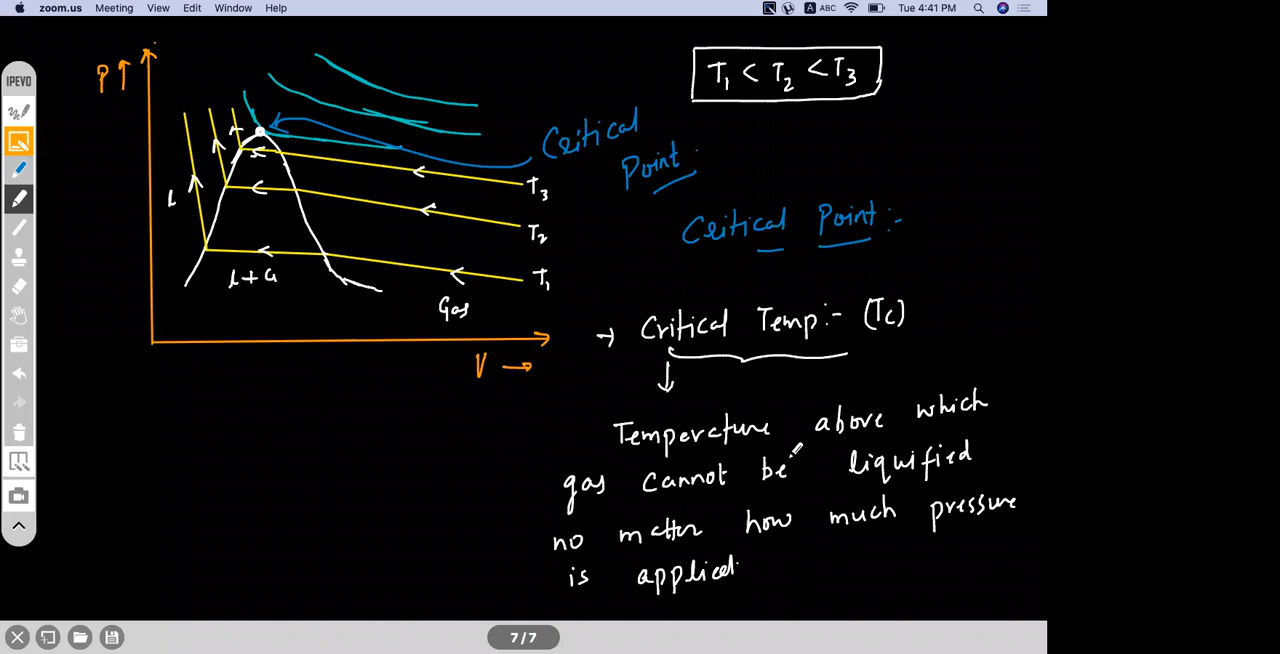 zoom.us Meeting View Edit Window Help
ABC Tue 4:41 PM
IPEVO
P↑
T₁ < T₂ < T₃
Critical
Point
T₃
T₂
T₁
L
L+G
Gas
V →
Critical Point:-
→ Critical Temp:- (Tc)
Temperature above which
gas cannot be liquified
no matter how much pressure
is applied
7/7